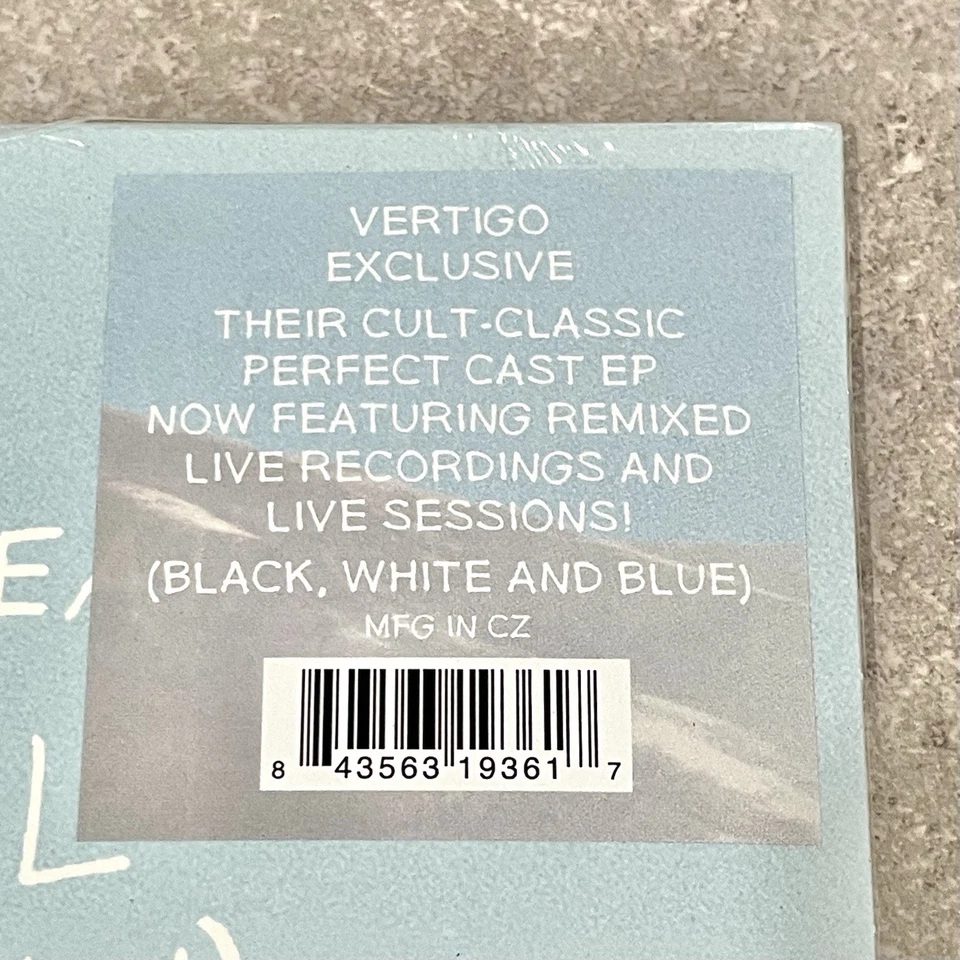 VERTIGO
EXCLUSIVE
THEIR CULT-CLASSIC
PERFECT CAST EP
NOW FEATURING REMIXED
LIVE RECORDINGS AND
LIVE SESSIONS!
(BLACK, WHITE AND BLUE)
MFG IN CZ
8 43563 19361 7
E
L